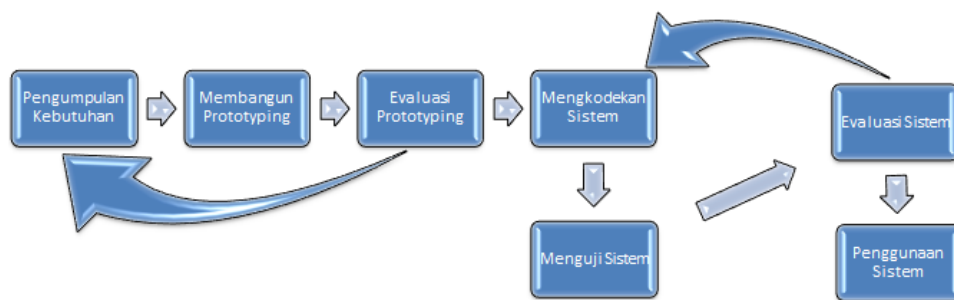 Pengumpulan
Kebutuhan
Membangun
Prototyping
Evaluasi
Prototyping
Mengkodekan
Sistem
Evaluasi Sistem
Menguji Sistem
Penggunaan
Sistem